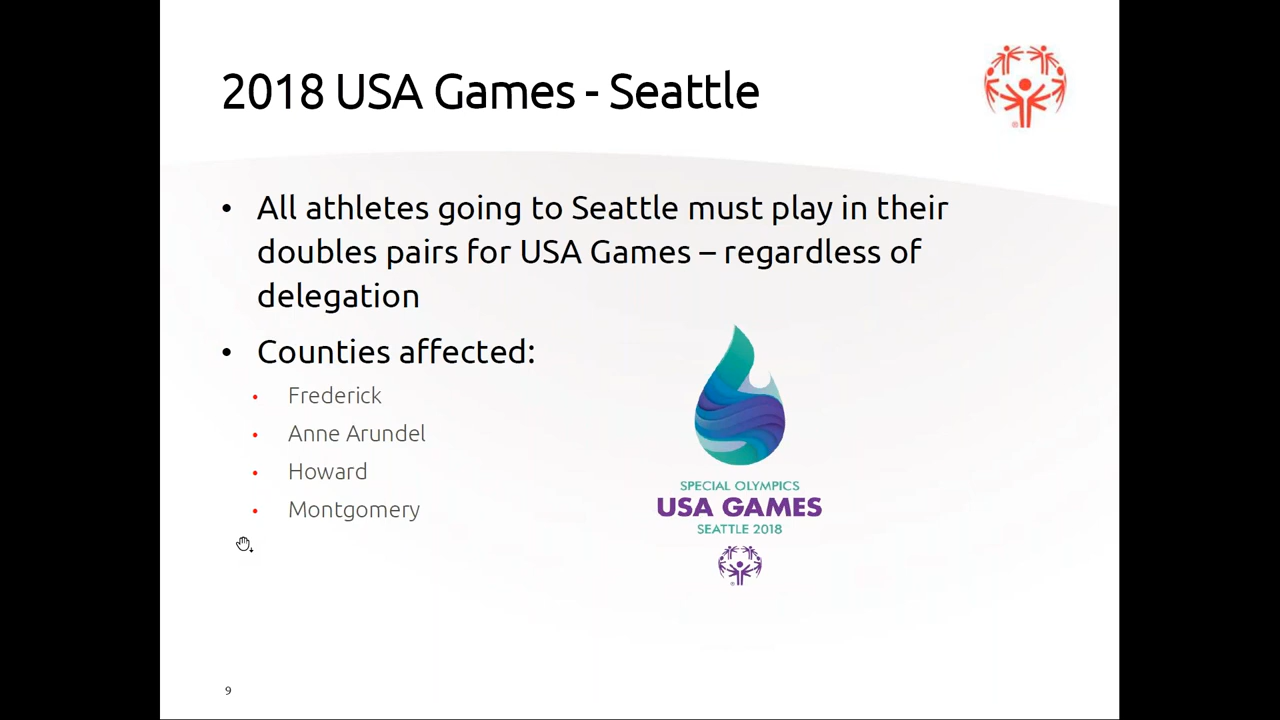 2018 USA Games - Seattle
• All athletes going to Seattle must play in their
doubles pairs for USA Games – regardless of
delegation
• Counties affected:
• Frederick
• Anne Arundel
• Howard
• Montgomery
SPECIAL OLYMPICS
USA GAMES
SEATTLE 2018
9